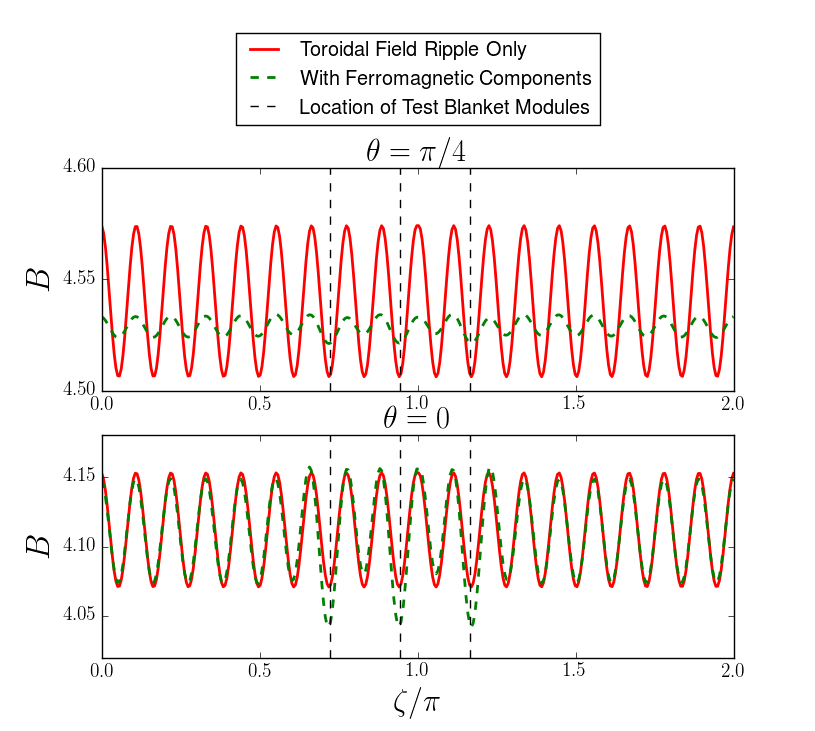 Toroidal Field Ripple Only
With Ferromagnetic Components
Location of Test Blanket Modules
θ = π/4
4.60
4.55
4.50
B
0.0 0.5 1.0 1.5 2.0
θ = 0
4.15
4.10
4.05
B
0.0 0.5 1.0 1.5 2.0
ζ/π